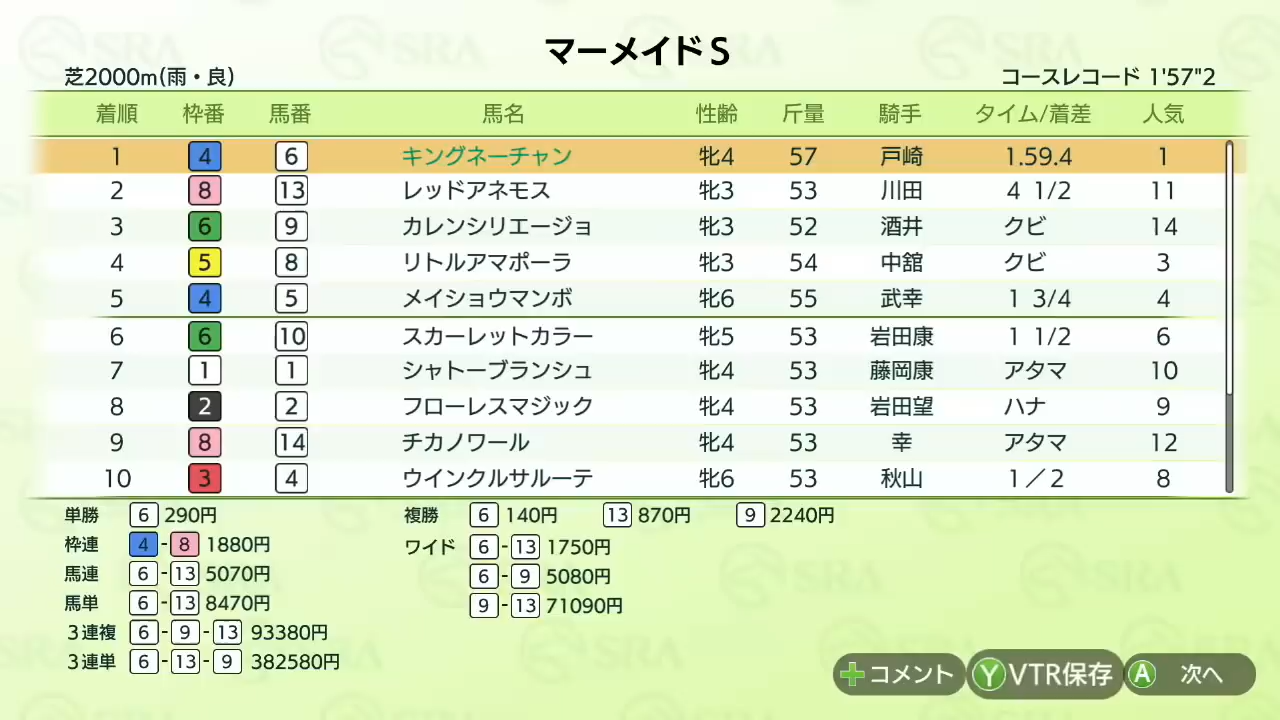 マーメイドS
芝2000m(雨・良) コースレコード 1'57"2
着順 枠番 馬番 馬名 性齢 斤量 騎手 タイム/着差 人気
1 4 6 キングネーチャン 牝4 57 戸崎 1.59.4 1
2 8 13 レッドアネモス 牝3 53 川田 4 1/2 11
3 6 9 カレンシリエージョ 牝3 52 酒井 クビ 14
4 5 8 リトルアマポーラ 牝3 54 中舘 クビ 3
5 4 5 メイショウマンボ 牝6 55 武幸 1 3/4 4
6 6 10 スカーレットカラー 牝5 53 岩田康 1 1/2 6
7 1 1 シャトーブランシュ 牝4 53 藤岡康 アタマ 10
8 2 2 フローレスマジック 牝4 53 岩田望 ハナ 9
9 8 14 チカノワール 牝4 53 幸 アタマ 12
10 3 4 ウインクルサルーテ 牝6 53 秋山 1/2 8
単勝 6 290円 複勝 6 140円 13 870円 9 2240円
枠連 4-8 1880円 ワイド 6-13 1750円
馬連 6-13 5070円 6-9 5080円
馬単 6-13 8470円 9-13 71090円
3連複 6-9-13 93380円
3連単 6-13-9 382580円
コメント Y VTR保存 A 次へ
SRA